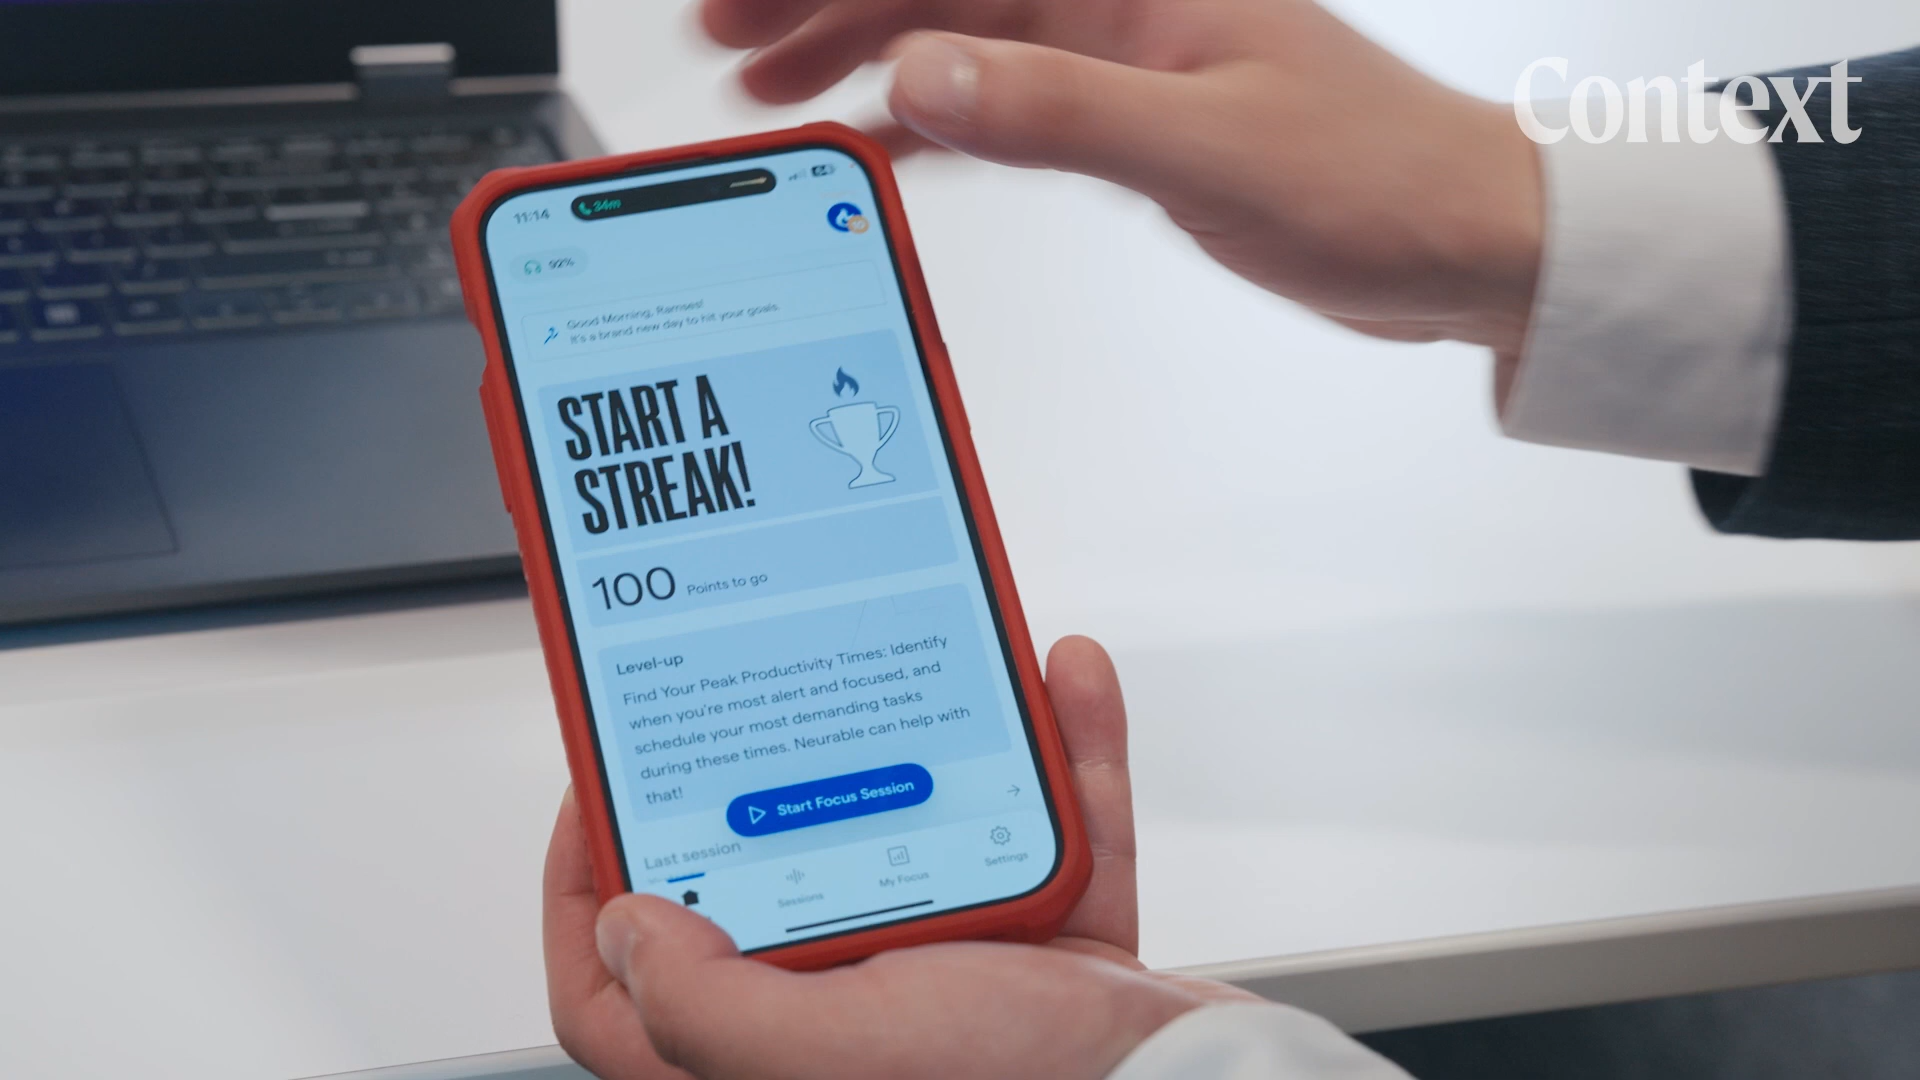 Context
11:14
34m
92%
Good Morning, Ramses!
It's a brand new day to hit your goals.
START A
STREAK!
100 Points to go
Level-up
Find Your Peak Productivity Times: Identify
when you're most alert and focused, and
schedule your most demanding tasks
during these times. Neurable can help with
that!
Start Focus Session
Last session
Sessions
My Focus
Settings